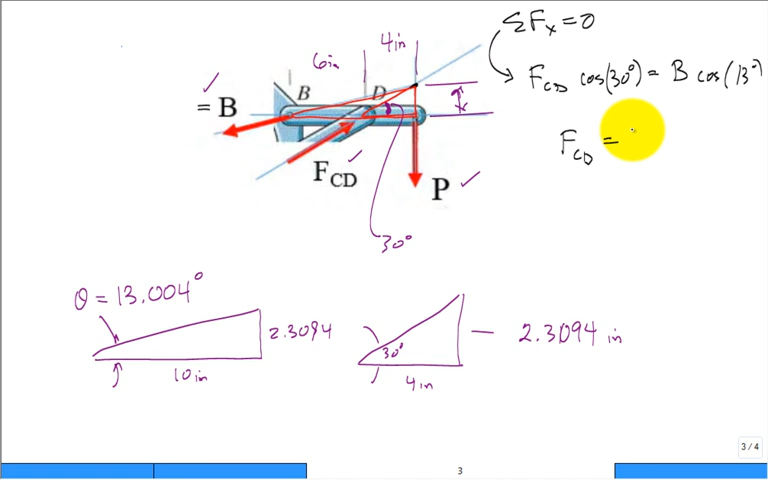 ΣFx = 0
FCD cos(30°) = B cos(13°)
FCD =
6in
4in
B
D
= B
FCD
P
30°
θ = 13.004°
2.3094
10in
30°
2.3094 in
4in
3/4
3